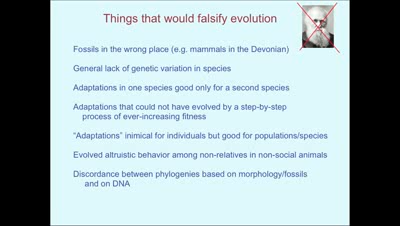 Things that would falsify evolution
Fossils in the wrong place (e.g. mammals in the Devonian)
General lack of genetic variation in species
Adaptations in one species good only for a second species
Adaptations that could not have evolved by a step-by-step
process of ever-increasing fitness
“Adaptations” inimical for individuals but good for populations/species
Evolved altruistic behavior among non-relatives in non-social animals
Discordance between phylogenies based on morphology/fossils
and on DNA